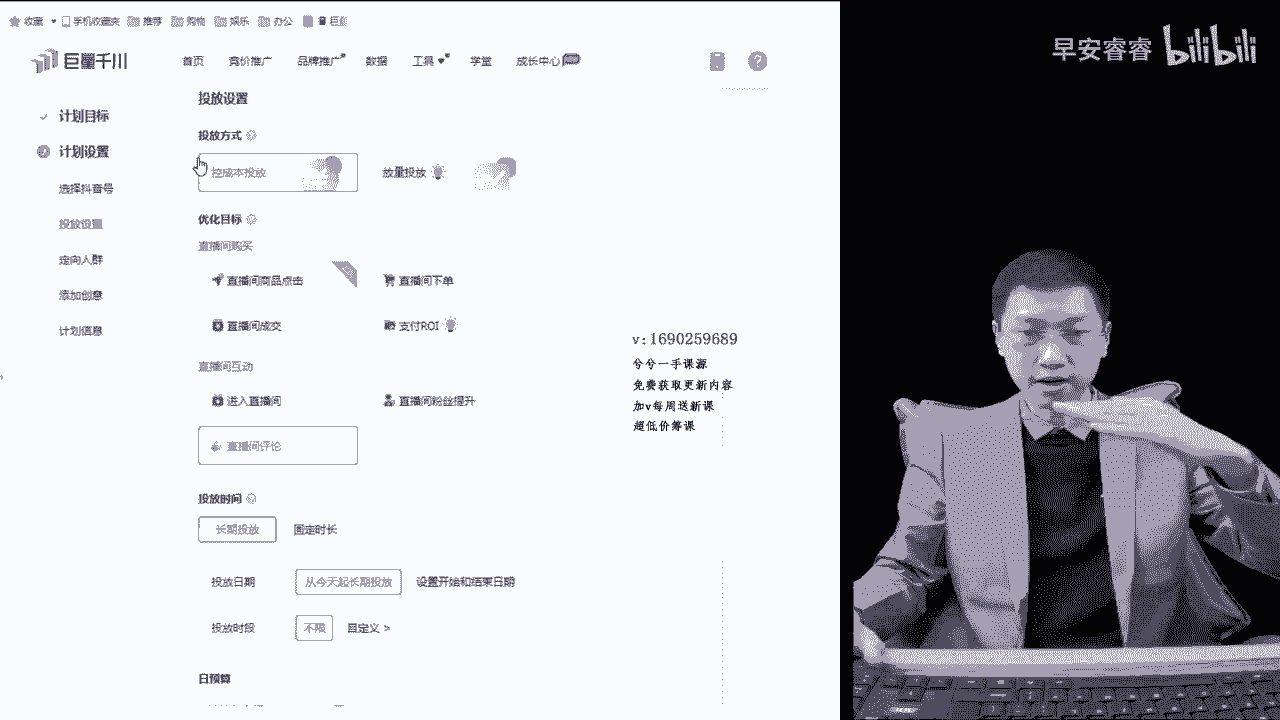 收藏 手机收藏夹 推荐 购物 娱乐 办公 巨量
巨量千川 首页 竞价推广 品牌推广 数据 工具 学堂 成长中心
早安睿睿 bilibili
计划目标
计划设置
选择抖音号
投放设置
定向人群
添加创意
计划信息
投放设置
投放方式
控成本投放 放量投放
优化目标
直播间购买
直播间商品点击 直播间下单
直播间成交 支付ROI
直播间互动
进入直播间 直播间粉丝提升
直播间评论
投放时间
长期投放 固定时长
投放日期 从今天起长期投放 设置开始和结束日期
投放时段 不限 自定义 >
日预算
v:1690259689
兮兮一手课源
免费获取更新内容
加v每周送新课
超低价筹课